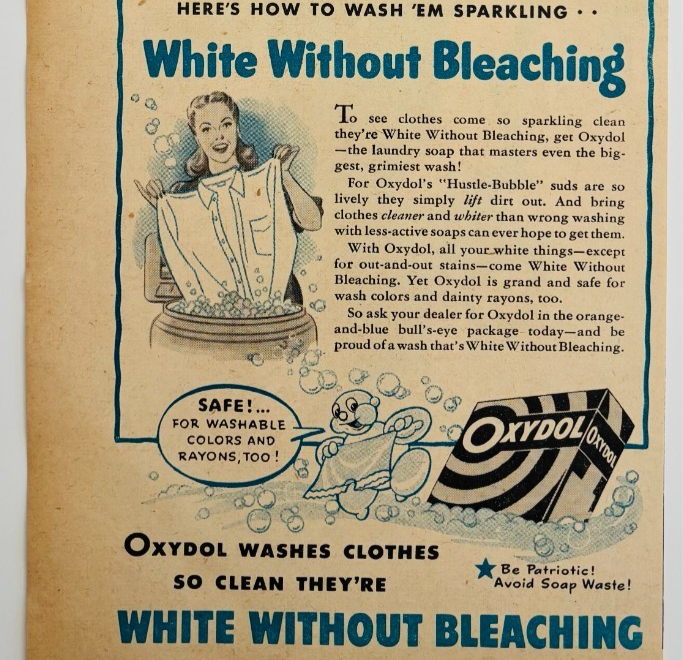 HERE'S HOW TO WASH 'EM SPARKLING · ·
White Without Bleaching
To see clothes come so sparkling clean
they're White Without Bleaching, get Oxydol
—the laundry soap that masters even the big-
gest, grimiest wash!
For Oxydol's "Hustle-Bubble" suds are so
lively they simply lift dirt out. And bring
clothes cleaner and whiter than wrong washing
with less-active soaps can ever hope to get them.
With Oxydol, all your white things—except
for out-and-out stains—come White Without
Bleaching. Yet Oxydol is grand and safe for
wash colors and dainty rayons, too.
So ask your dealer for Oxydol in the orange-
and-blue bull's-eye package today—and be
proud of a wash that's White Without Bleaching.
SAFE!...
FOR WASHABLE
COLORS AND
RAYONS, TOO!
OXYDOL
OXYDOL
OXYDOL WASHES CLOTHES
SO CLEAN THEY'RE
★ Be Patriotic!
Avoid Soap Waste!
WHITE WITHOUT BLEACHING